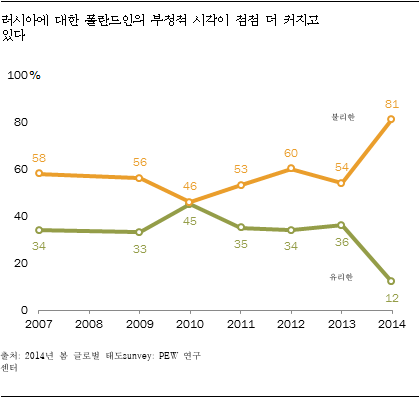 러시아에 대한 폴란드인의 부정적 시각이 점점 더 커지고
있다
100%
81
불리한
80
58
56
60
60
53
54
46
40
45
34
33
35
34
36
20
유리한
12
0
2007 2008 2009 2010 2011 2012 2013 2014
출처: 2014년 봄 글로벌 태도sunvey: PEW 연구
센터